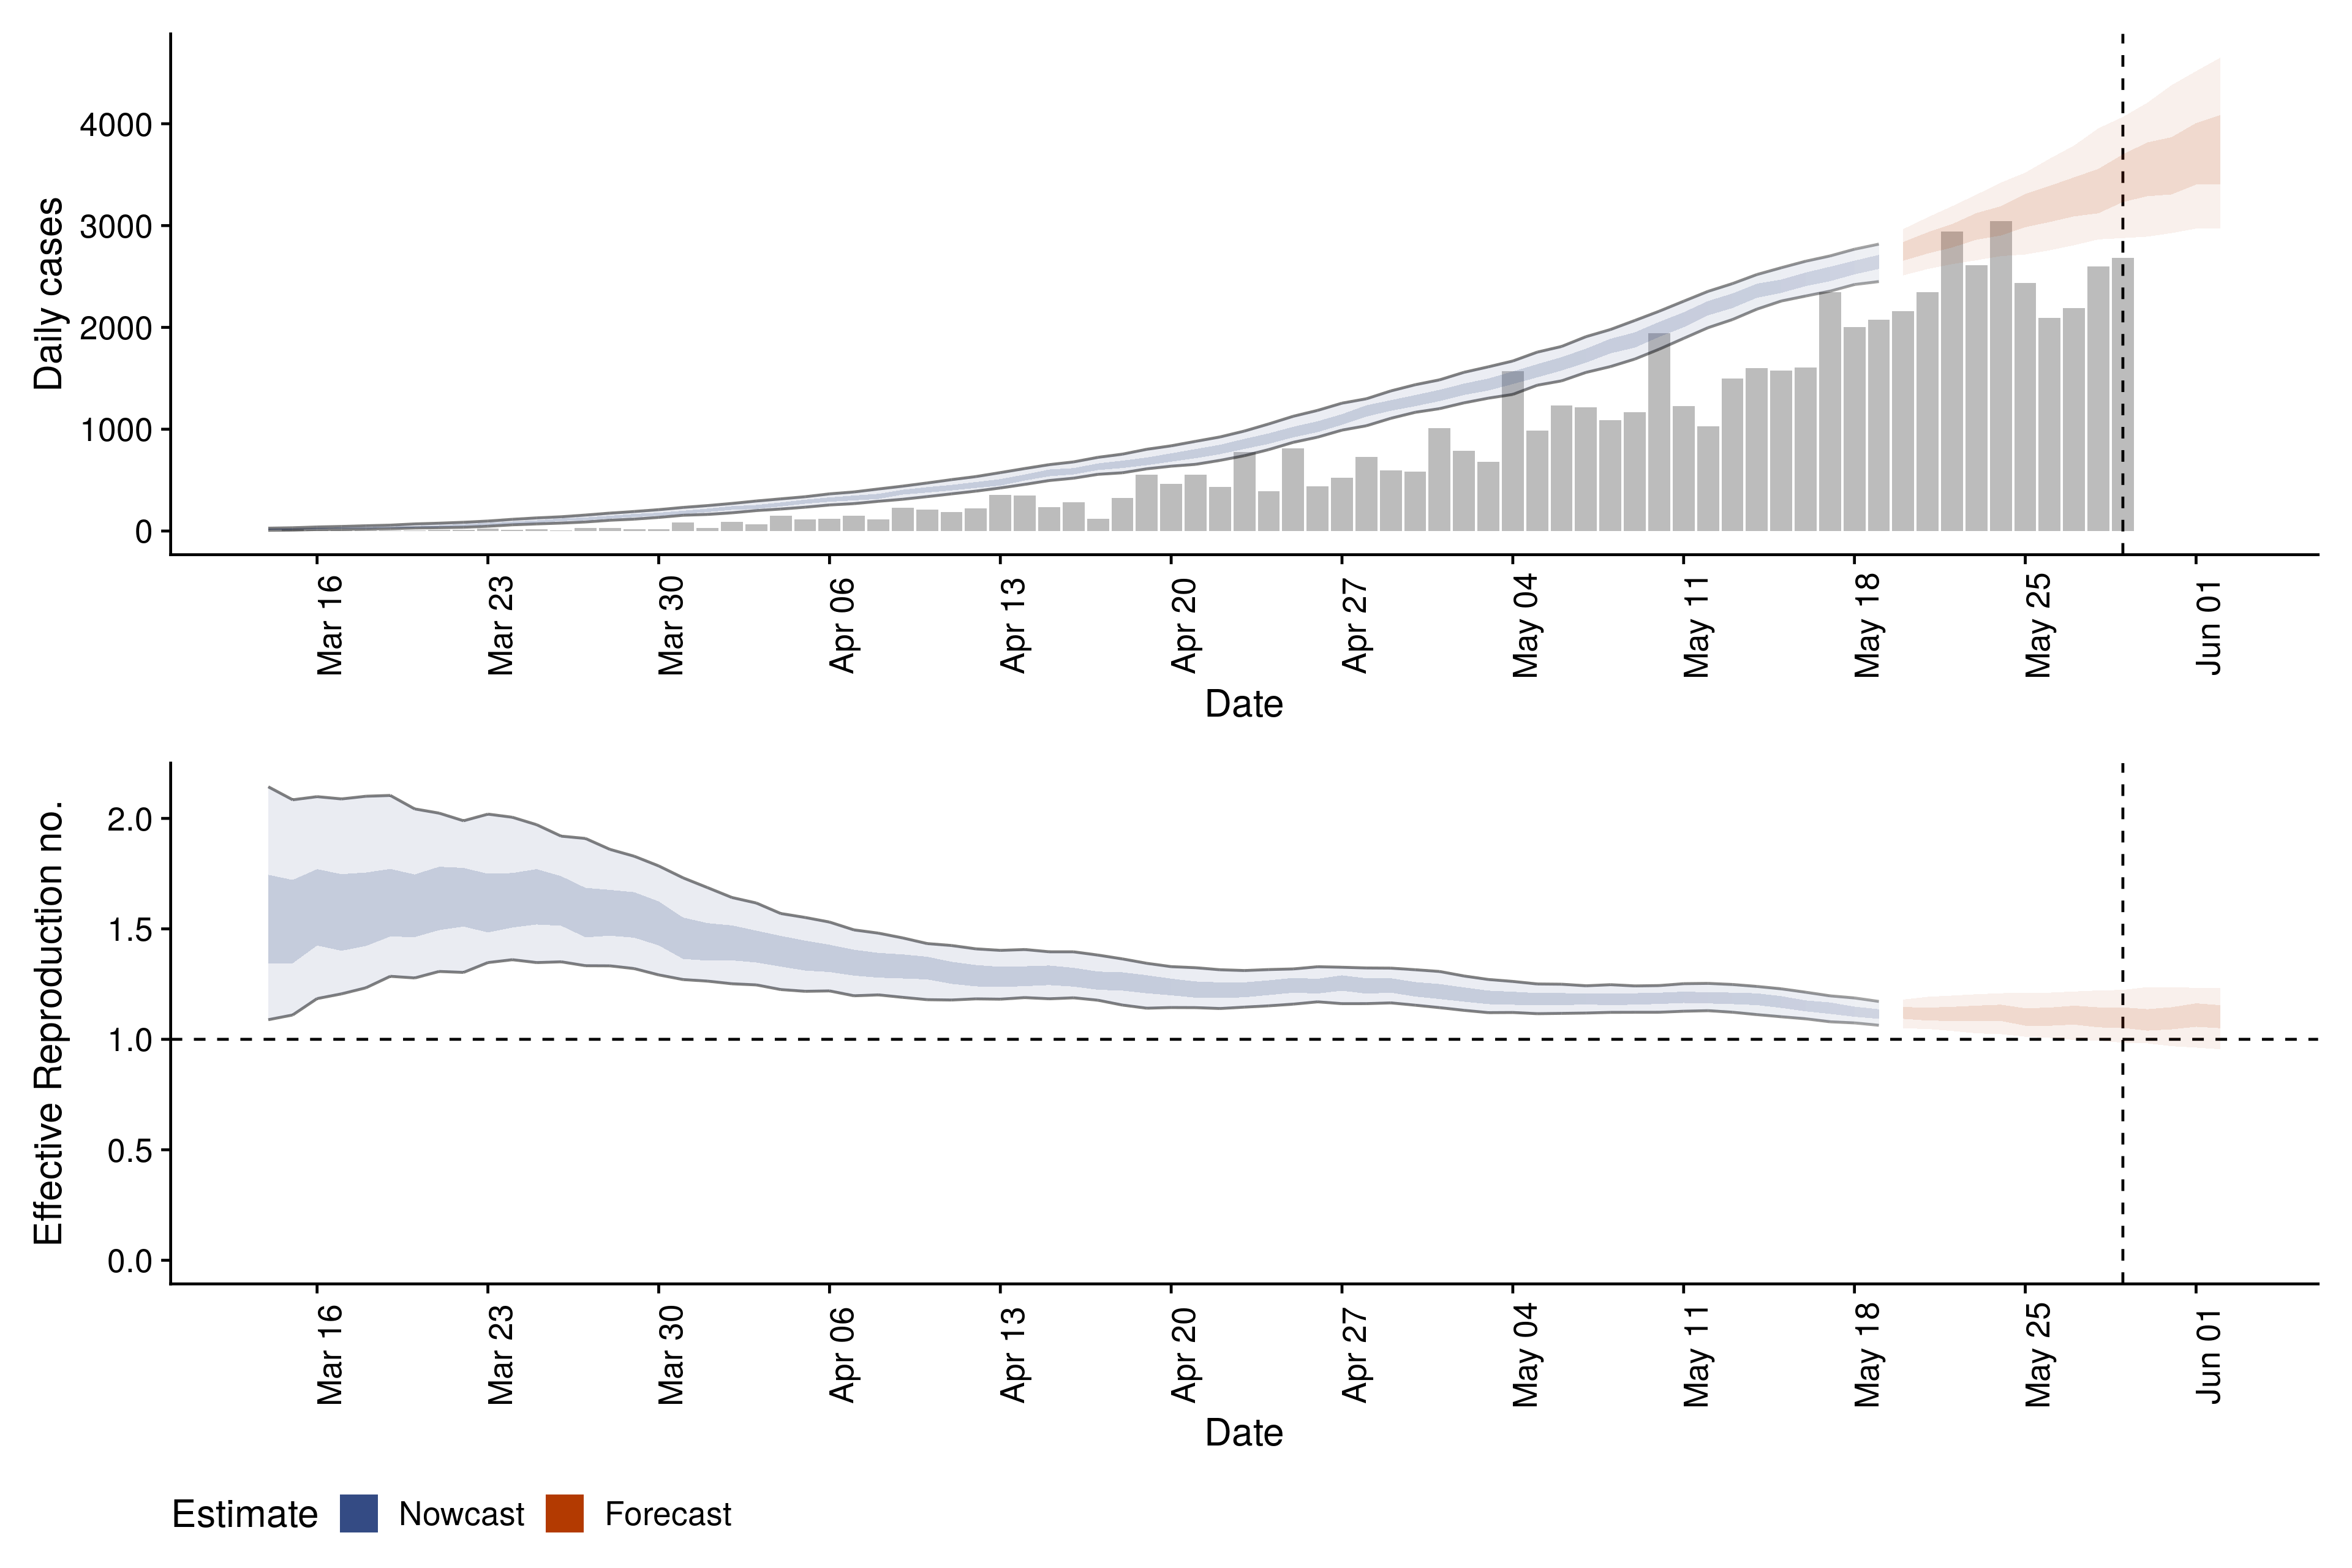 Daily cases
4000
3000
2000
1000
0
Mar 16
Mar 23
Mar 30
Apr 06
Apr 13
Apr 20
Apr 27
May 04
May 11
May 18
May 25
Jun 01
Date
Effective Reproduction no.
2.0
1.5
1.0
0.5
0.0
Mar 16
Mar 23
Mar 30
Apr 06
Apr 13
Apr 20
Apr 27
May 04
May 11
May 18
May 25
Jun 01
Date
Estimate Nowcast Forecast